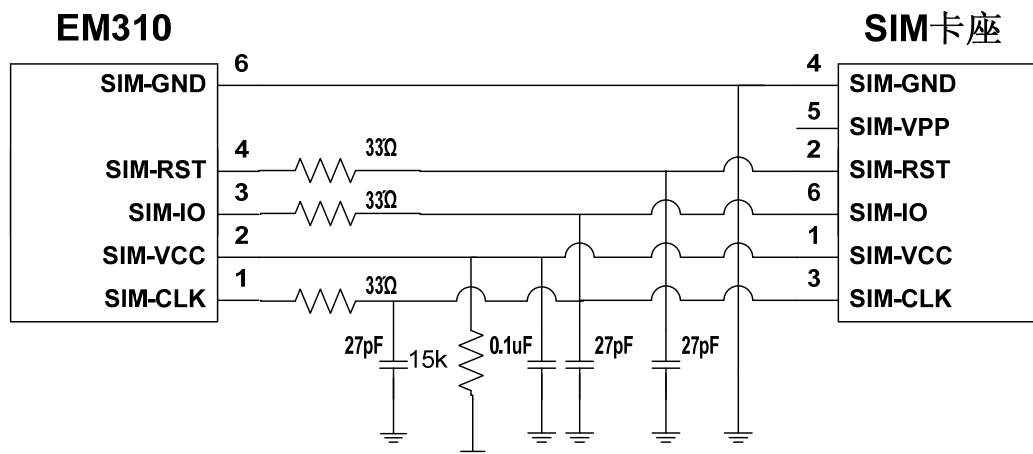 EM310
SIM卡座
6
4
SIM-GND
SIM-GND
5
SIM-VPP
4
33Ω
2
SIM-RST
SIM-RST
3
33Ω
6
SIM-IO
SIM-IO
2
1
SIM-VCC
SIM-VCC
1
33Ω
3
SIM-CLK
SIM-CLK
27pF
15k
0.1uF
27pF
27pF